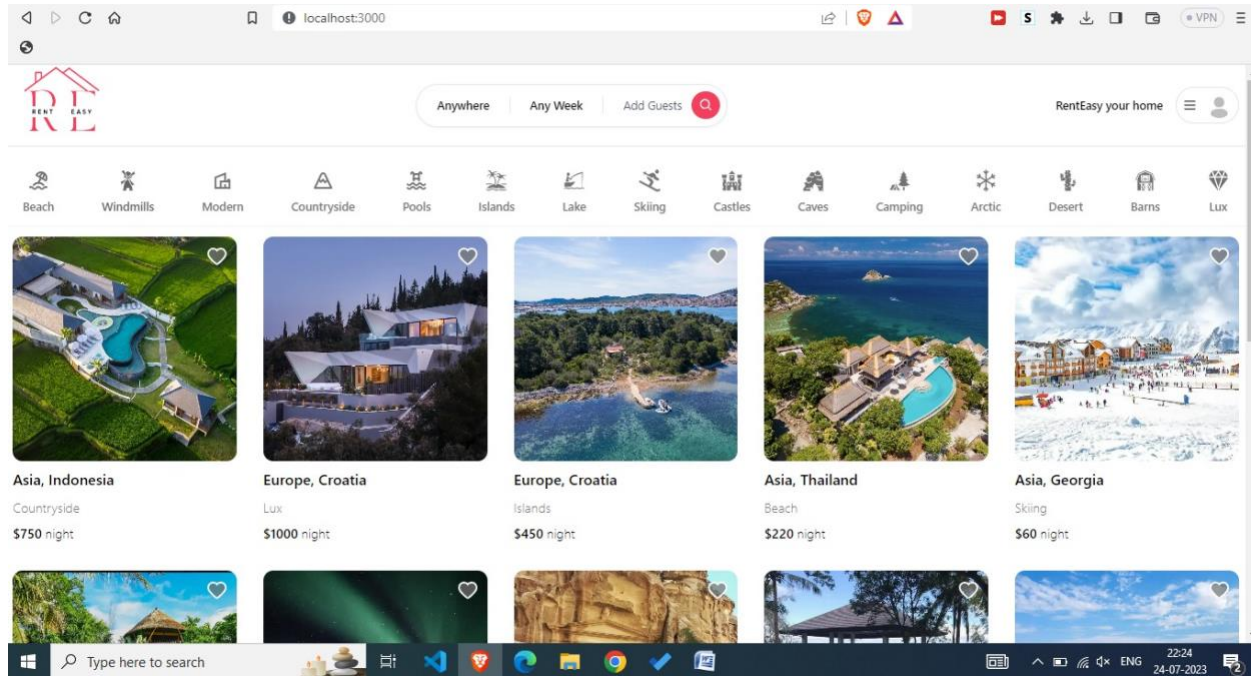 localhost:3000
VPN
RE
RENT EASY
Anywhere Any Week Add Guests
RentEasy your home
Beach Windmills Modern Countryside Pools Islands Lake Skiing Castles Caves Camping Arctic Desert Barns Lux
Asia, Indonesia
Countryside
$750 night
Europe, Croatia
Lux
$1000 night
Europe, Croatia
Islands
$450 night
Asia, Thailand
Beach
$220 night
Asia, Georgia
Skiing
$60 night
Type here to search
ENG
22:24
24-07-2023
2